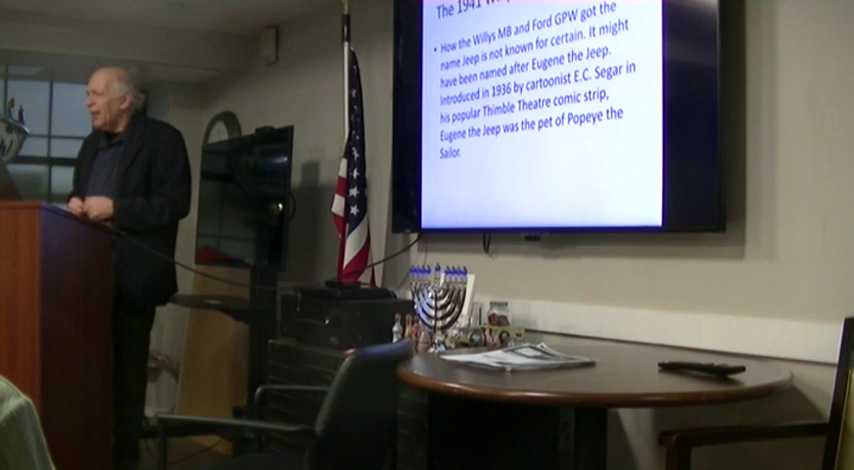 The 1941
• How the Willys MB and Ford GPW got the
name Jeep is not known for certain. It might
have been named after Eugene the Jeep.
Introduced in 1936 by cartoonist E.C. Segar in
his popular Thimble Theatre comic strip,
Eugene the Jeep was the pet of Popeye the
Sailor.